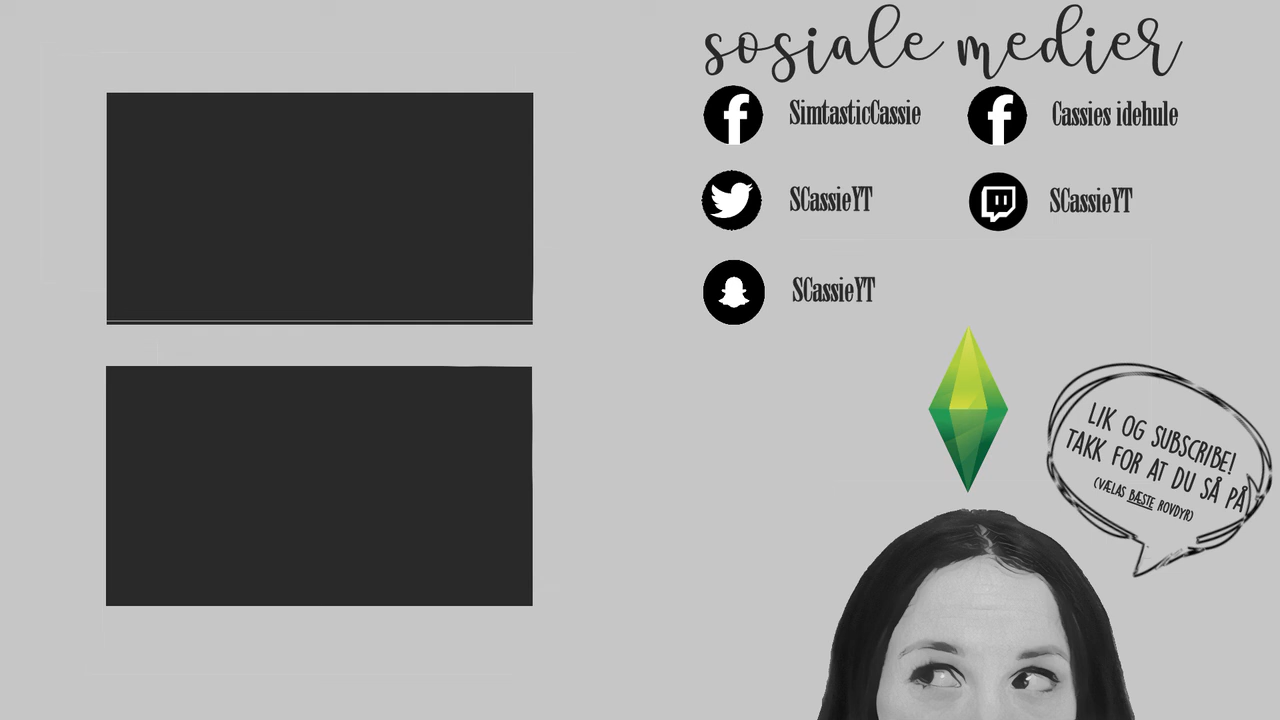 sosiale medier
SimtasticCassie
Cassies idehule
SCassieYT
SCassieYT
SCassieYT
LIK OG SUBSCRIBE!
TAKK FOR AT DU SÅ PÅ
(VÆLAS BÆSTE ROVDYR)